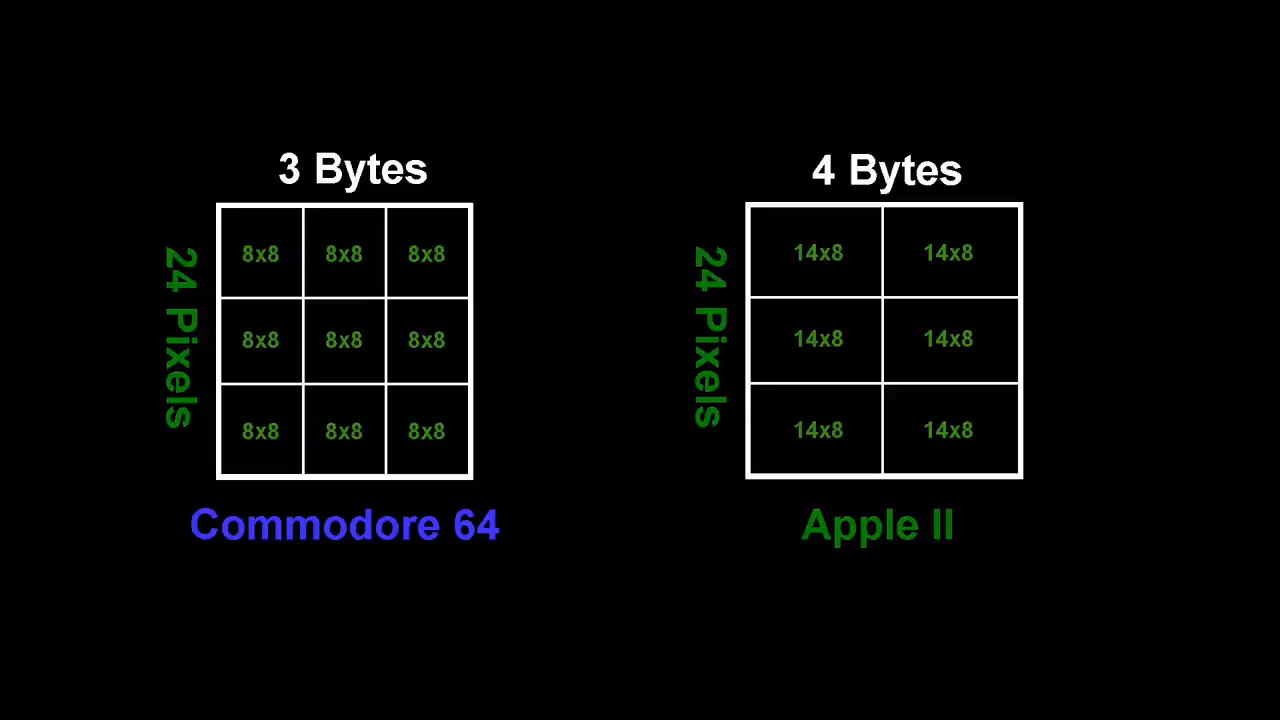 3 Bytes
24 Pixels
8x8 8x8 8x8
8x8 8x8 8x8
8x8 8x8 8x8
Commodore 64
4 Bytes
24 Pixels
14x8 14x8
14x8 14x8
14x8 14x8
Apple II